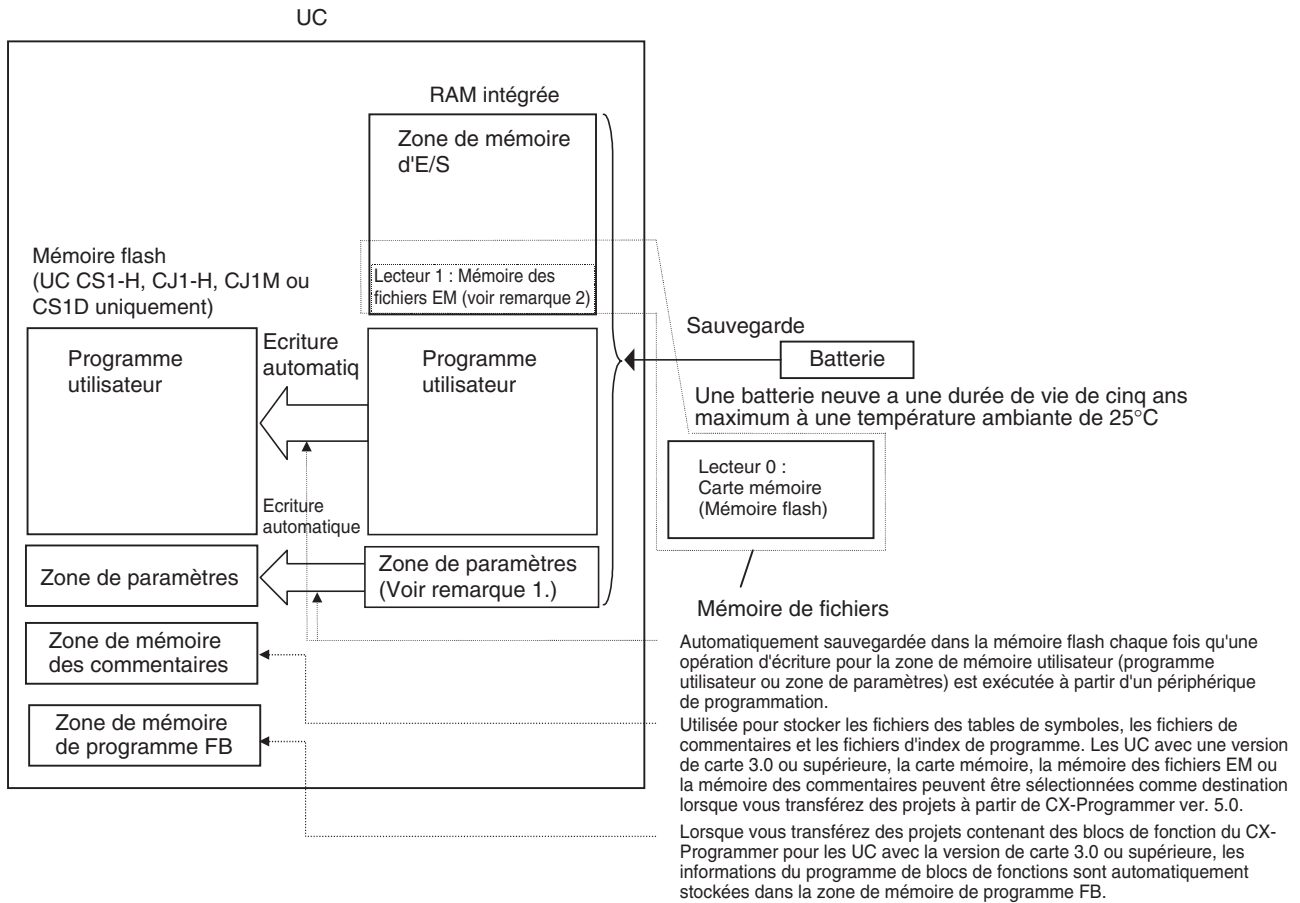 UC
RAM intégrée
Zone de mémoire
d'E/S
Lecteur 1 : Mémoire des
fichiers EM (voir remarque 2)
Mémoire flash
(UC CS1-H, CJ1-H, CJ1M ou
CS1D uniquement)
Programme
utilisateur
Ecriture
automatiq
Programme
utilisateur
Sauvegarde
Batterie
Une batterie neuve a une durée de vie de cinq ans
maximum à une température ambiante de 25°C
Lecteur 0 :
Carte mémoire
(Mémoire flash)
Ecriture
automatique
Zone de paramètres
Zone de paramètres
(Voir remarque 1.)
Mémoire de fichiers
Zone de mémoire
des commentaires
Zone de mémoire
de programme FB
Automatiquement sauvegardée dans la mémoire flash chaque fois qu'une
opération d'écriture pour la zone de mémoire utilisateur (programme
utilisateur ou zone de paramètres) est exécutée à partir d'un périphérique
de programmation.
Utilisée pour stocker les fichiers des tables de symboles, les fichiers de
commentaires et les fichiers d'index de programme. Les UC avec une version
de carte 3.0 ou supérieure, la carte mémoire, la mémoire des fichiers EM ou
la mémoire des commentaires peuvent être sélectionnées comme destination
lorsque vous transférez des projets à partir de CX-Programmer ver. 5.0.
Lorsque vous transférez des projets contenant des blocs de fonction du CX-
Programmer pour les UC avec la version de carte 3.0 ou supérieure, les
informations du programme de blocs de fonctions sont automatiquement
stockées dans la zone de mémoire de programme FB.